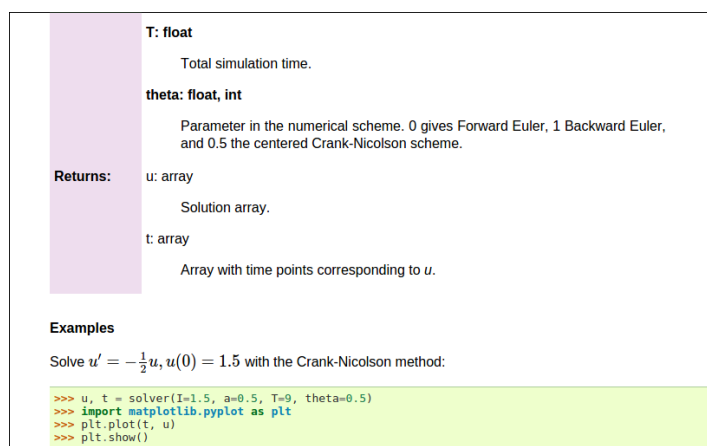 T: float
Total simulation time.
theta: float, int
Parameter in the numerical scheme. 0 gives Forward Euler, 1 Backward Euler,
and 0.5 the centered Crank-Nicolson scheme.
Returns: u: array
Solution array.
t: array
Array with time points corresponding to u.
Examples
Solve u′ = −½u, u(0) = 1.5 with the Crank-Nicolson method:
>>> u, t = solver(I=1.5, a=0.5, T=9, theta=0.5)
>>> import matplotlib.pyplot as plt
>>> plt.plot(t, u)
>>> plt.show()